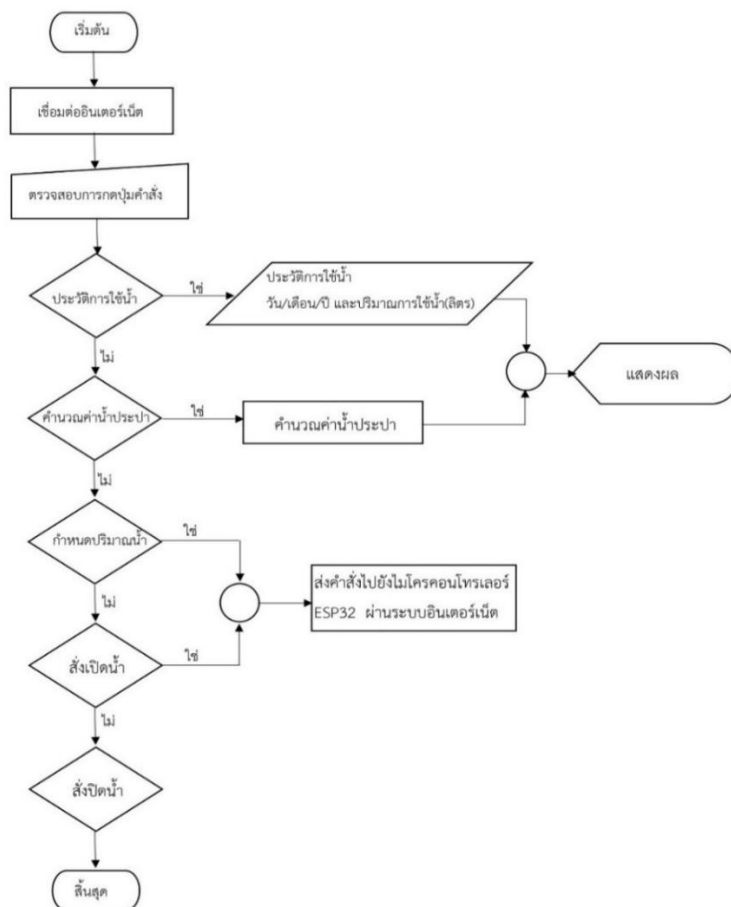 เริ่มต้น
เชื่อมต่ออินเตอร์เน็ต
ตรวจสอบการกดปุ่มคำสั่ง
ประวัติการใช้น้ำ
ใช่
ประวัติการใช้น้ำ
วัน/เดือน/ปี และปริมาณการใช้น้ำ(ลิตร)
แสดงผล
ไม่
คำนวณค่าน้ำประปา
ใช่
คำนวณค่าน้ำประปา
ไม่
กำหนดปริมาณน้ำ
ใช่
ส่งคำสั่งไปยังไมโครคอนโทรเลอร์
ESP32 ผ่านระบบอินเตอร์เน็ต
ไม่
สั่งเปิดน้ำ
ใช่
ไม่
สั่งปิดน้ำ
สิ้นสุด